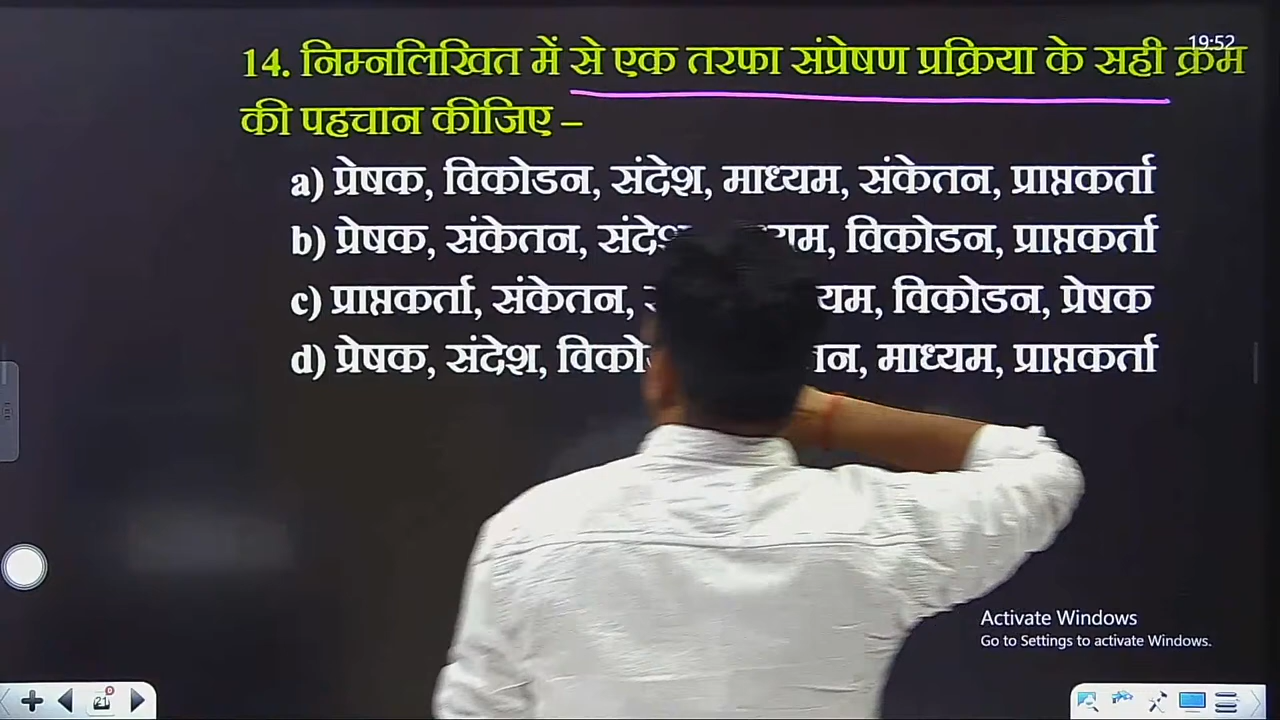 19:52
14. निम्नलिखित में से एक तरफा संप्रेषण प्रक्रिया के सही क्रम
की पहचान कीजिए –
a) प्रेषक, विकोडन, संदेश, माध्यम, संकेतन, प्राप्तकर्ता
b) प्रेषक, संकेतन, विकोडन, प्राप्तकर्ता
c) प्राप्तकर्ता, संकेतन, विकोडन, प्रेषक
d) प्रेषक, संदेश, माध्यम, प्राप्तकर्ता
Activate Windows
Go to Settings to activate Windows.
21